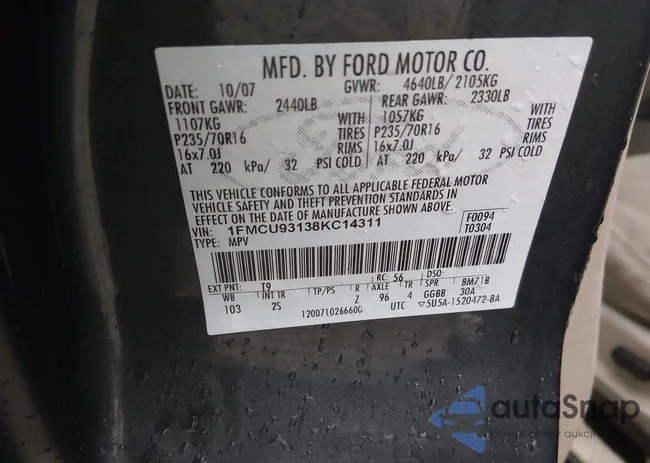 MFD. BY FORD MOTOR CO.
DATE: 10/07 GVWR: 4640LB/ 2105KG
FRONT GAWR: 2440LB REAR GAWR: 2330LB
1107KG WITH 1057KG WITH
P235/70R16 TIRES P235/70R16 TIRES
16x7.0J RIMS 16x7.0J RIMS
AT 220 kPa/ 32 PSI COLD AT 220 kPa/ 32 PSI COLD
THIS VEHICLE CONFORMS TO ALL APPLICABLE FEDERAL MOTOR
VEHICLE SAFETY AND THEFT PREVENTION STANDARDS IN
EFFECT ON THE DATE OF MANUFACTURE SHOWN ABOVE.
VIN: 1FMCU93138KC14311 F0094
TYPE: MPV T0304
EXT PNT: T9 RC: 56 DSO:
WB INT TR TP/PS R AXLE TR SPR 8MZ1B
103 2S Z 96 4 GGBB 30A
120071026660 UTC ▽5U5A-1520472-BA
autoSnap